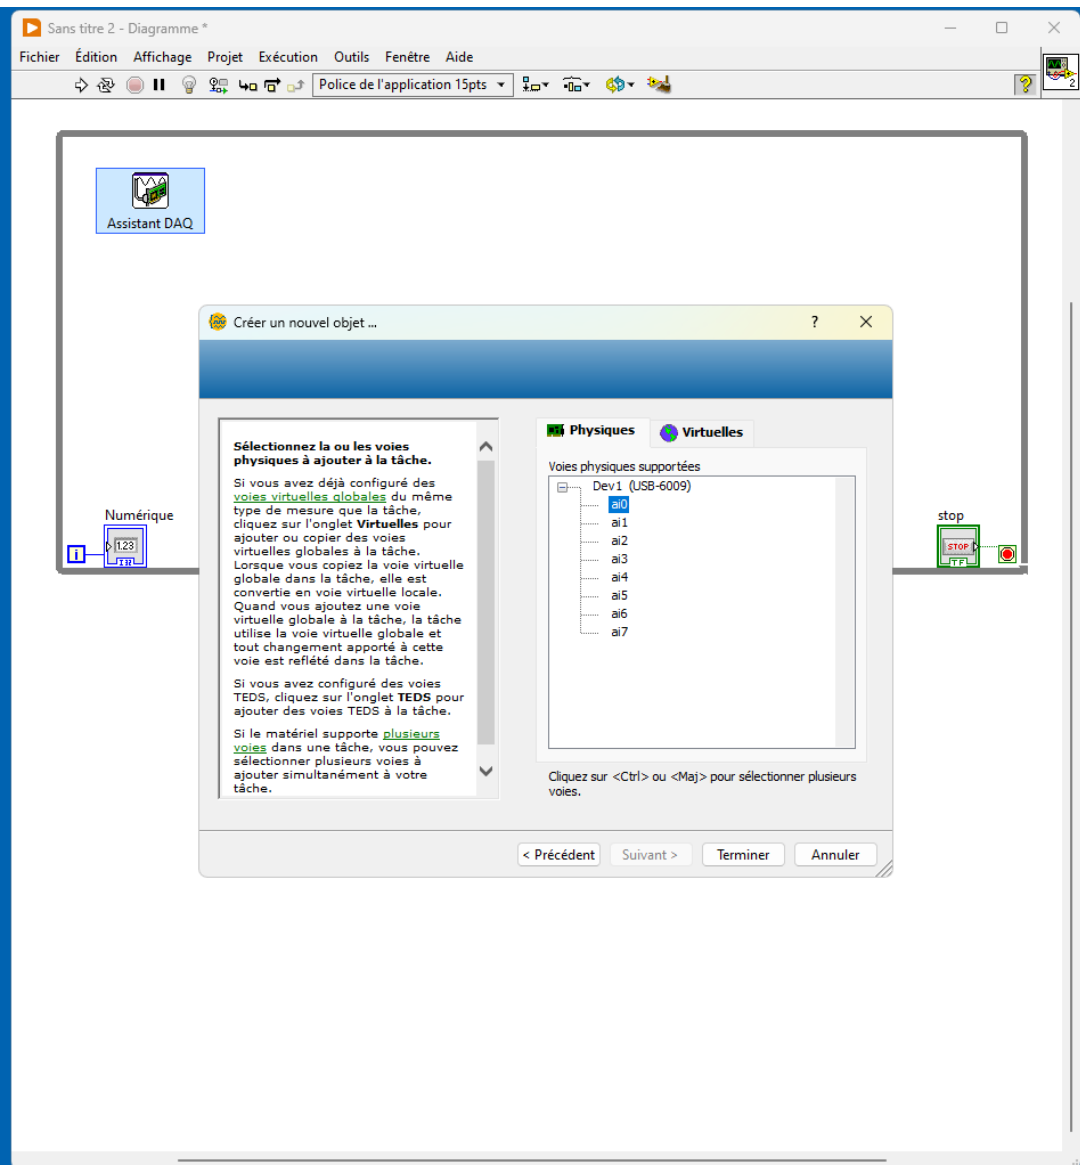 Sans titre 2 - Diagramme *
Fichier Édition Affichage Projet Exécution Outils Fenêtre Aide
Police de l'application 15pts
2
Assistant DAQ
Créer un nouvel objet ...
?
Sélectionnez la ou les voies
physiques à ajouter à la tâche.
Si vous avez déjà configuré des
voies virtuelles globales du même
type de mesure que la tâche,
cliquez sur l'onglet Virtuelles pour
ajouter ou copier des voies
virtuelles globales à la tâche.
Lorsque vous copiez la voie virtuelle
globale dans la tâche, elle est
convertie en voie virtuelle locale.
Quand vous ajoutez une voie
virtuelle globale à la tâche, la tâche
utilise la voie virtuelle globale et
tout changement apporté à cette
voie est reflété dans la tâche.
Si vous avez configuré des voies
TEDS, cliquez sur l'onglet TEDS pour
ajouter des voies TEDS à la tâche.
Si le matériel supporte plusieurs
voies dans une tâche, vous pouvez
sélectionner plusieurs voies à
ajouter simultanément à votre
tâche.
Physiques
Virtuelles
Voies physiques supportées
Dev1 (USB-6009)
ai0
ai1
ai2
ai3
ai4
ai5
ai6
ai7
Cliquez sur <Ctrl> ou <Maj> pour sélectionner plusieurs
voies.
< Précédent
Suivant >
Terminer
Annuler
Numérique
i
1.23
I32
stop
STOP
TF